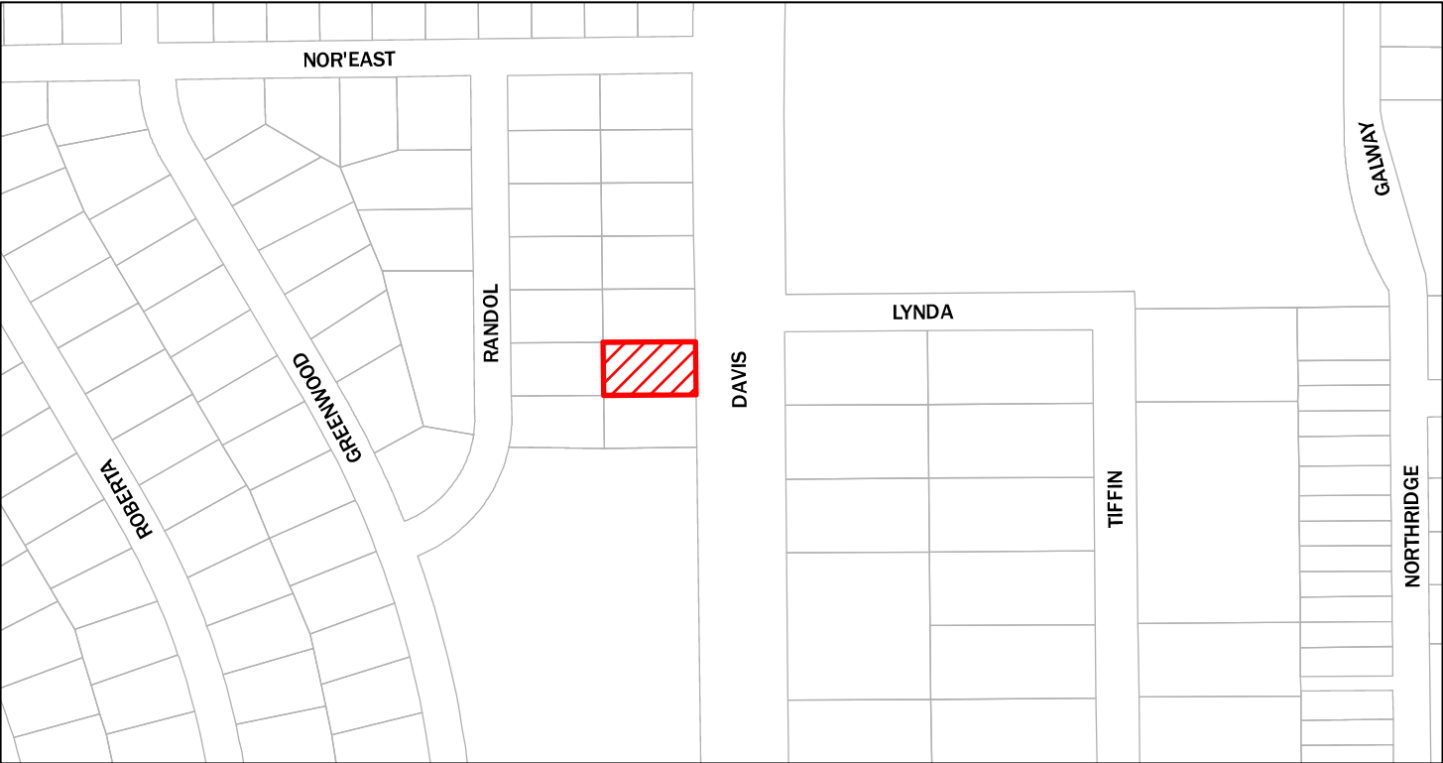 NOR'EAST
GALWAY
RANDOL
LYNDA
DAVIS
GREENWOOD
ROBERTA
TIFFIN
NORTHRIDGE